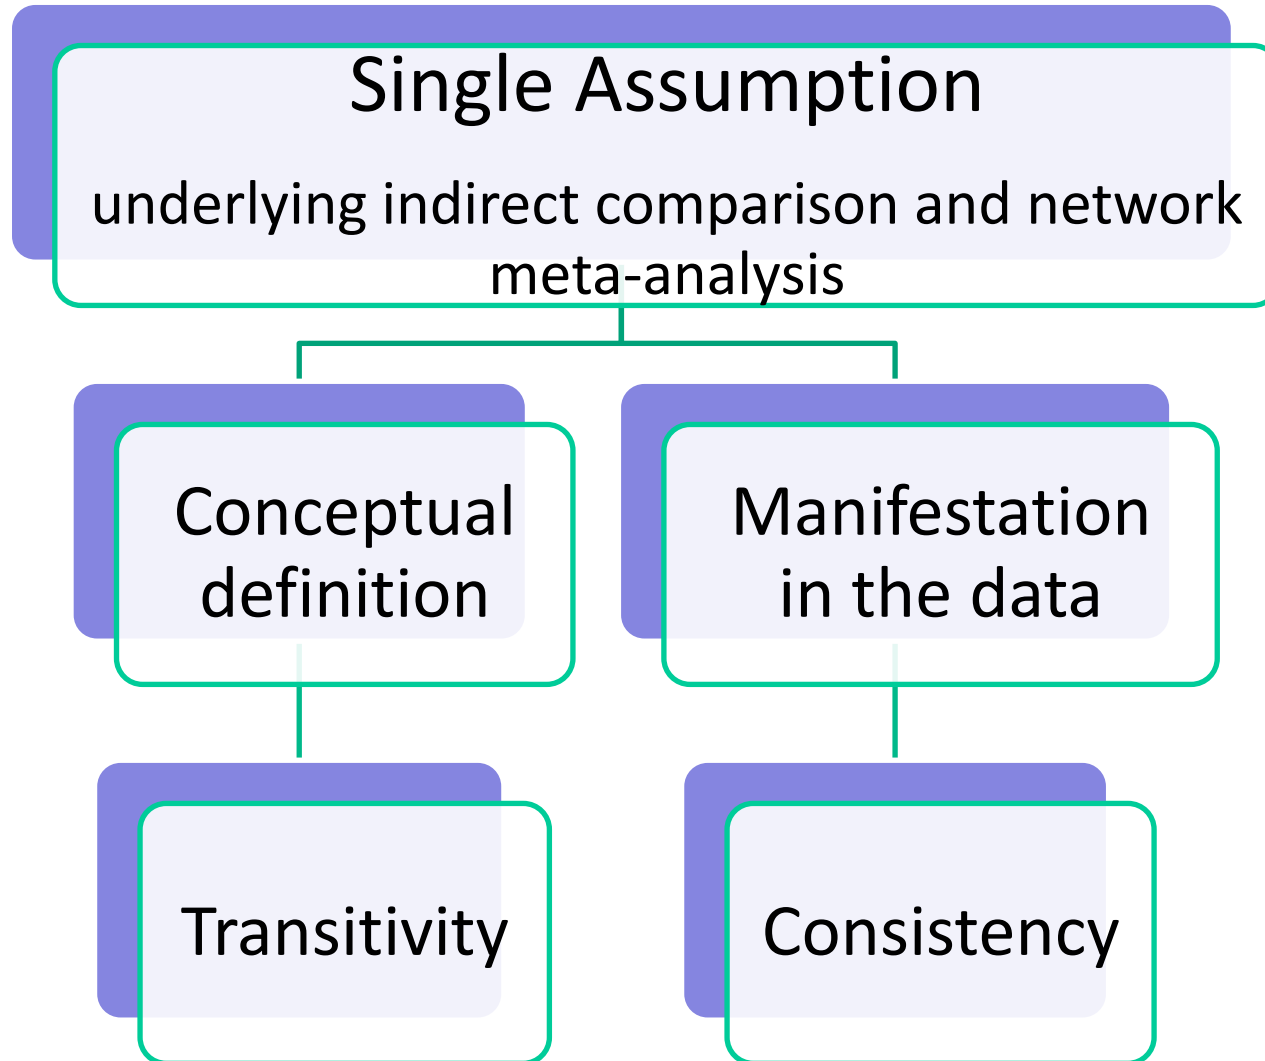 Single Assumption
underlying indirect comparison and network
meta-analysis
Conceptual
definition
Manifestation
in the data
Transitivity
Consistency